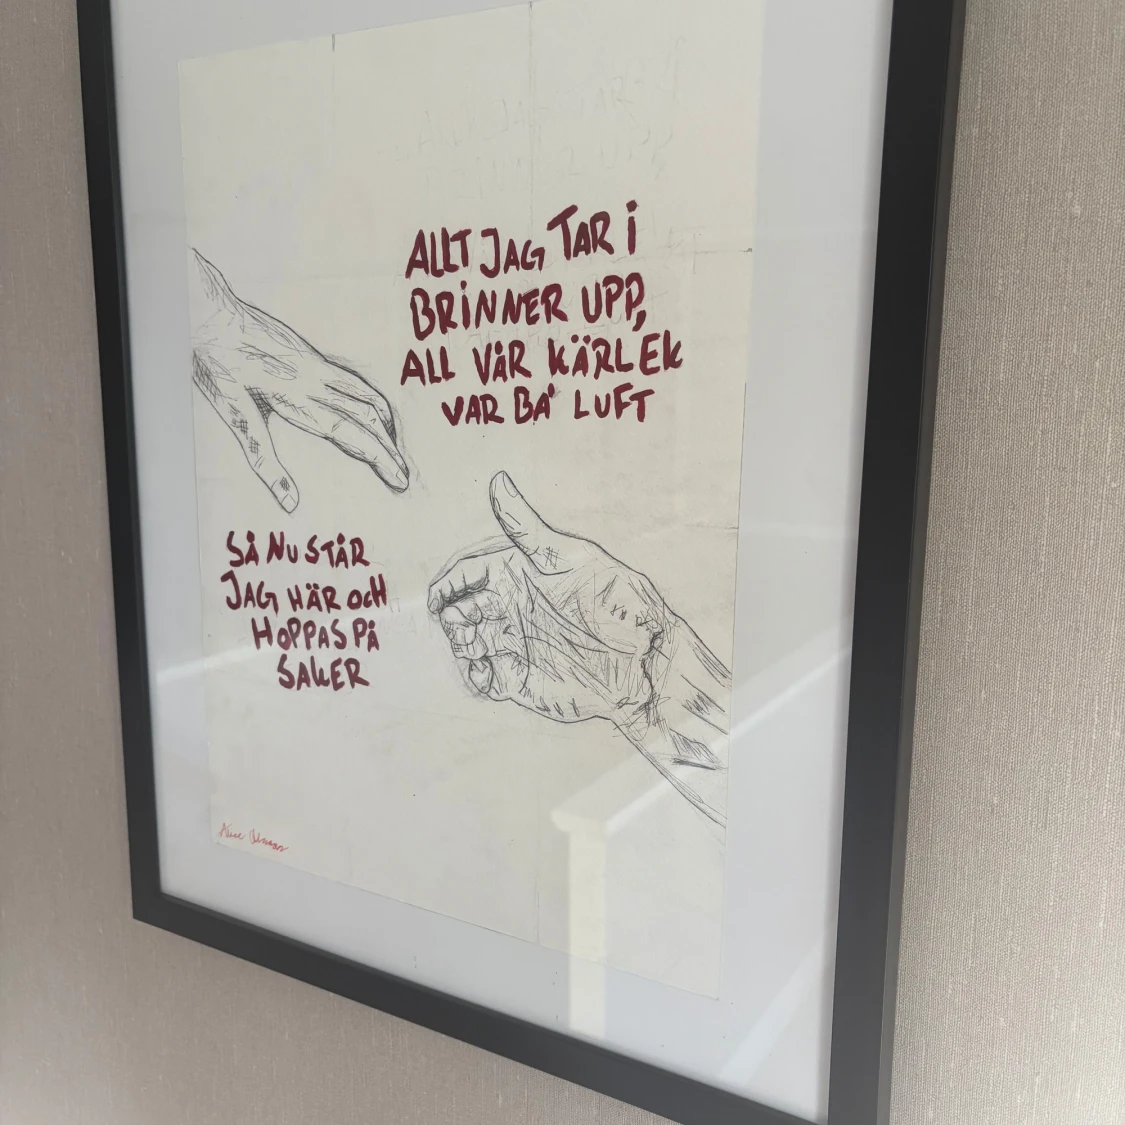 ALLT JAG TAR i
BRiNNER UPP,
ALL VÅR KÄRLEK
VAR BA' LUFT
SÅ NU STÅR
JAG HÄR OCH
HOPPAS PÅ
SAKER